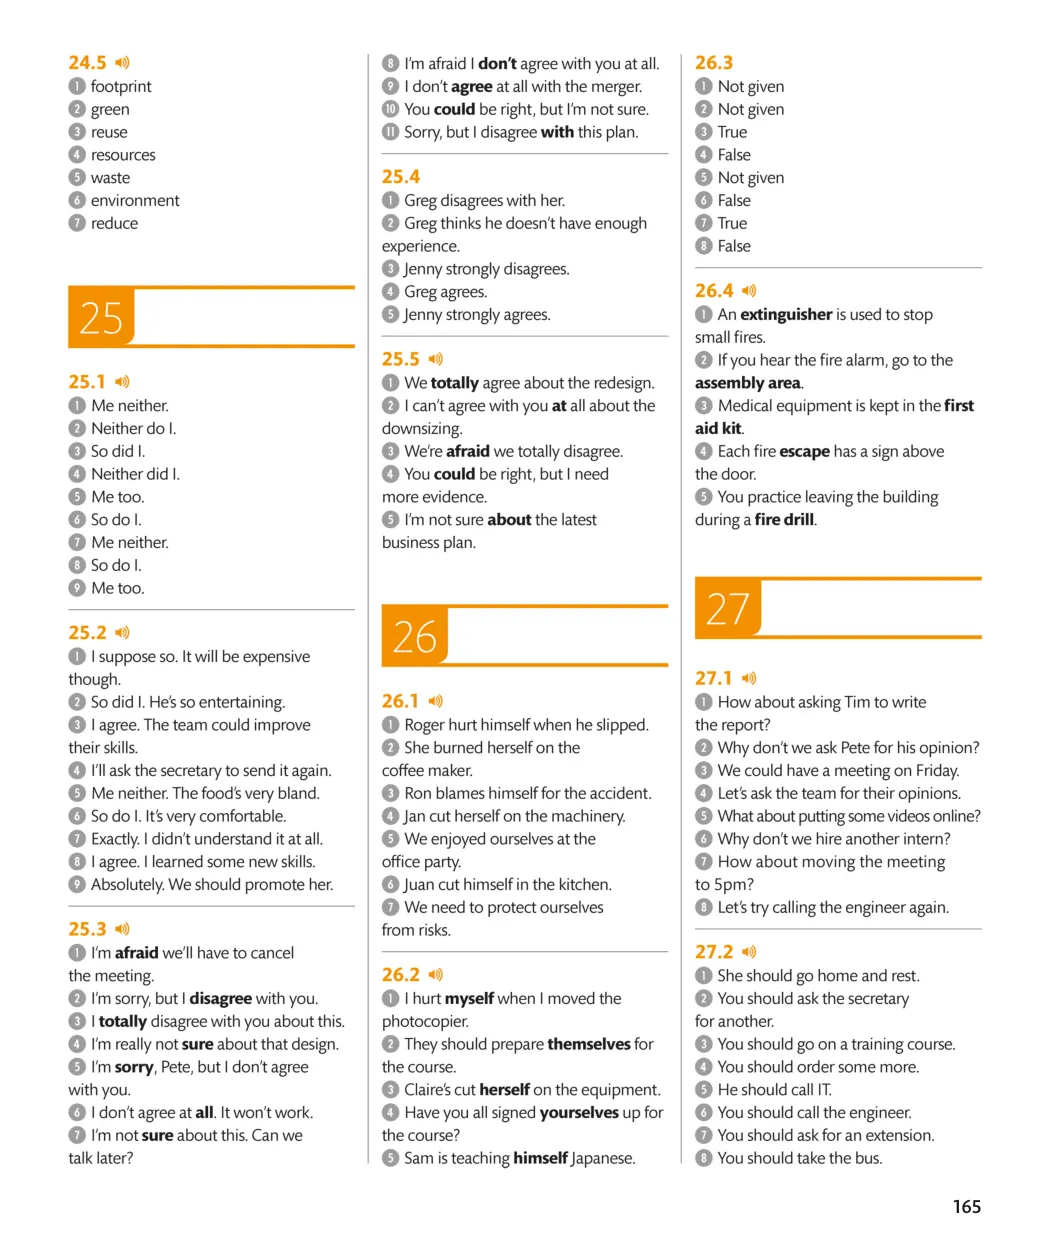 24.5
1 footprint
2 green
3 reuse
4 resources
5 waste
6 environment
7 reduce
25
25.1
1 Me neither.
2 Neither do I.
3 So did I.
4 Neither did I.
5 Me too.
6 So do I.
7 Me neither.
8 So do I.
9 Me too.
25.2
1 I suppose so. It will be expensive
though.
2 So did I. He’s so entertaining.
3 I agree. The team could improve
their skills.
4 I’ll ask the secretary to send it again.
5 Me neither. The food’s very bland.
6 So do I. It’s very comfortable.
7 Exactly. I didn’t understand it at all.
8 I agree. I learned some new skills.
9 Absolutely. We should promote her.
25.3
1 I’m afraid we’ll have to cancel
the meeting.
2 I’m sorry, but I disagree with you.
3 I totally disagree with you about this.
4 I’m really not sure about that design.
5 I’m sorry, Pete, but I don’t agree
with you.
6 I don’t agree at all. It won’t work.
7 I’m not sure about this. Can we
talk later?
8 I’m afraid I don’t agree with you at all.
9 I don’t agree at all with the merger.
10 You could be right, but I’m not sure.
11 Sorry, but I disagree with this plan.
25.4
1 Greg disagrees with her.
2 Greg thinks he doesn’t have enough
experience.
3 Jenny strongly disagrees.
4 Greg agrees.
5 Jenny strongly agrees.
25.5
1 We totally agree about the redesign.
2 I can’t agree with you at all about the
downsizing.
3 We’re afraid we totally disagree.
4 You could be right, but I need
more evidence.
5 I’m not sure about the latest
business plan.
26
26.1
1 Roger hurt himself when he slipped.
2 She burned herself on the
coffee maker.
3 Ron blames himself for the accident.
4 Jan cut herself on the machinery.
5 We enjoyed ourselves at the
office party.
6 Juan cut himself in the kitchen.
7 We need to protect ourselves
from risks.
26.2
1 I hurt myself when I moved the
photocopier.
2 They should prepare themselves for
the course.
3 Claire’s cut herself on the equipment.
4 Have you all signed yourselves up for
the course?
5 Sam is teaching himself Japanese.
26.3
1 Not given
2 Not given
3 True
4 False
5 Not given
6 False
7 True
8 False
26.4
1 An extinguisher is used to stop
small fires.
2 If you hear the fire alarm, go to the
assembly area.
3 Medical equipment is kept in the first
aid kit.
4 Each fire escape has a sign above
the door.
5 You practice leaving the building
during a fire drill.
27
27.1
1 How about asking Tim to write
the report?
2 Why don’t we ask Pete for his opinion?
3 We could have a meeting on Friday.
4 Let’s ask the team for their opinions.
5 What about putting some videos online?
6 Why don’t we hire another intern?
7 How about moving the meeting
to 5pm?
8 Let’s try calling the engineer again.
27.2
1 She should go home and rest.
2 You should ask the secretary
for another.
3 You should go on a training course.
4 You should order some more.
5 He should call IT.
6 You should call the engineer.
7 You should ask for an extension.
8 You should take the bus.
165